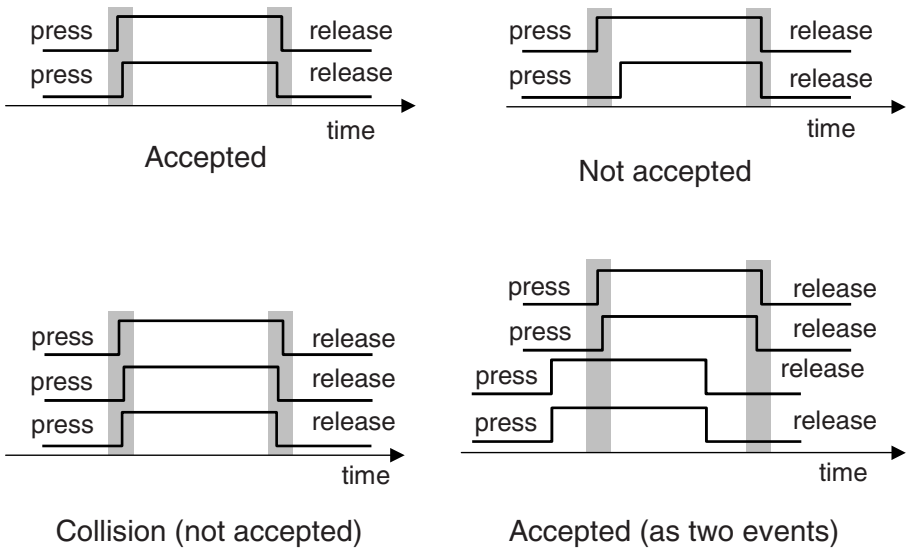 press release
press release
time
Accepted
press release
press release
time
Not accepted
press release
press release
press release
time
Collision (not accepted)
press release
press release
press release
press release
time
Accepted (as two events)